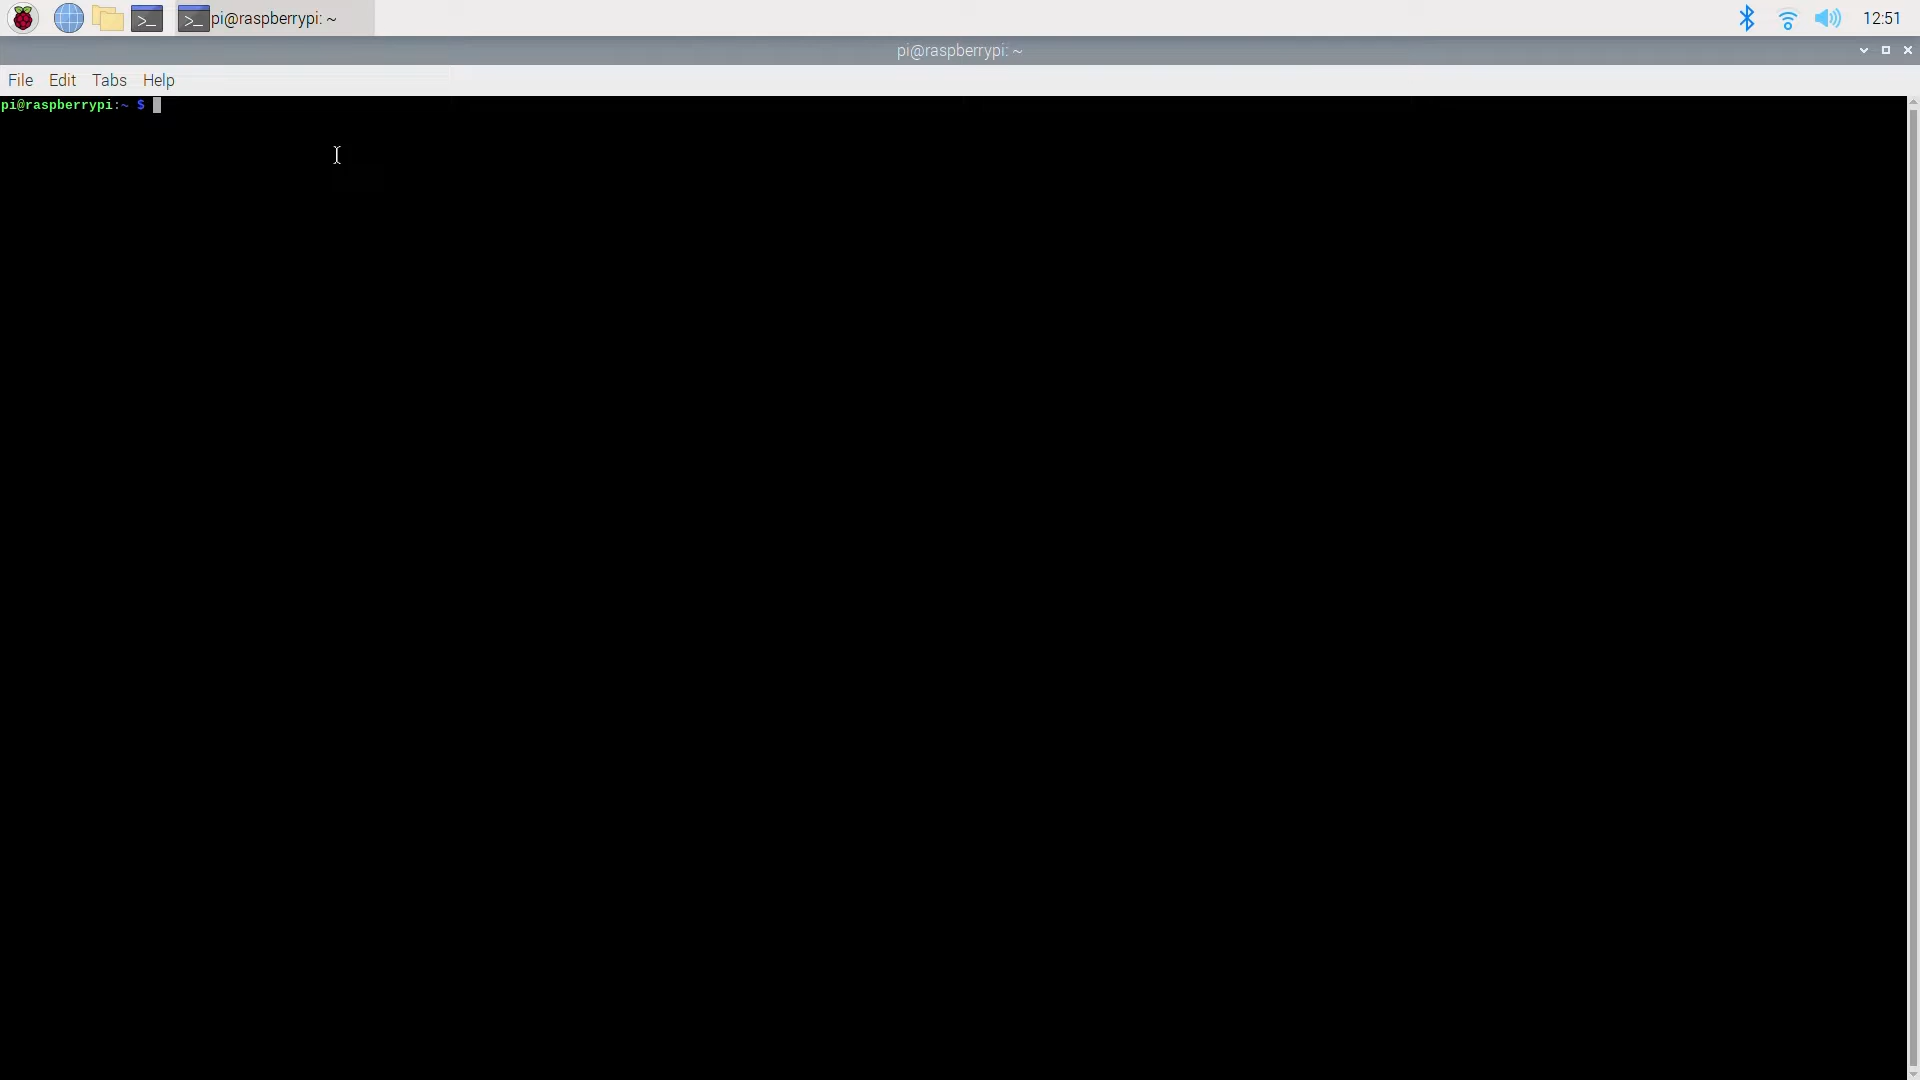 pi@raspberrypi: ~ 12:51
pi@raspberrypi: ~
File Edit Tabs Help
pi@raspberrypi:~ $